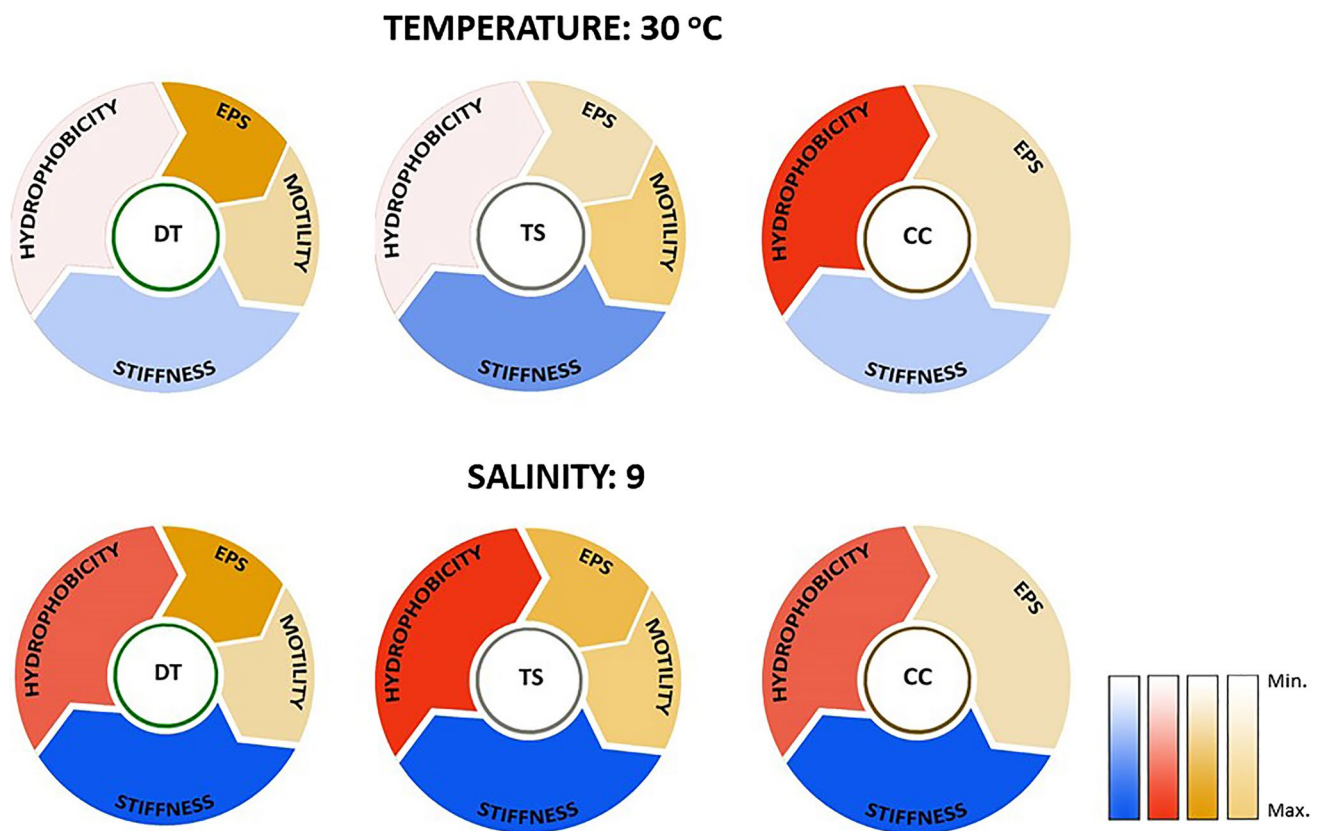 TEMPERATURE: 30 °C
HYDROPHOBICITY
EPS
MOTILITY
STIFFNESS
DT
HYDROPHOBICITY
EPS
MOTILITY
STIFFNESS
TS
HYDROPHOBICITY
EPS
STIFFNESS
CC
SALINITY: 9
HYDROPHOBICITY
EPS
MOTILITY
STIFFNESS
DT
HYDROPHOBICITY
EPS
MOTILITY
STIFFNESS
TS
HYDROPHOBICITY
EPS
STIFFNESS
CC
Min.
Max.